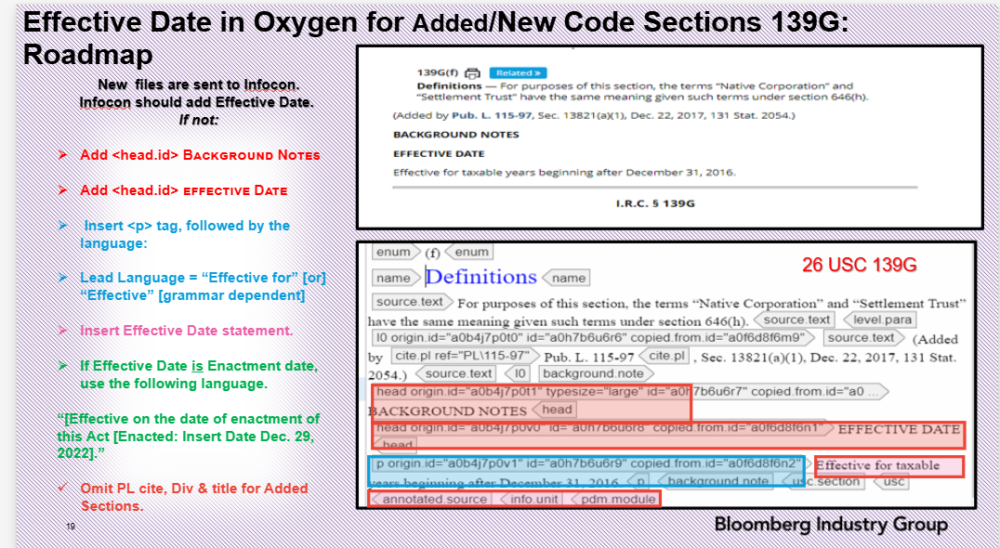 Effective Date in Oxygen for Added/New Code Sections 139G:
Roadmap
New files are sent to Infocon.
Infocon should add Effective Date.
If not:
➢ Add <head.id> BACKGROUND NOTES
➢ Add <head.id> EFFECTIVE DATE
➢ Insert <p> tag, followed by the
language:
➢ Lead Language = “Effective for” [or]
“Effective” [grammar dependent]
➢ Insert Effective Date statement.
➢ If Effective Date is Enactment date,
use the following language.
“[Effective on the date of enactment of
this Act [Enacted: Insert Date Dec. 29,
2022].”
✓ Omit PL cite, Div & title for Added
Sections.
19
139G(f) Related »
Definitions — For purposes of this section, the terms “Native Corporation” and
“Settlement Trust” have the same meaning given such terms under section 646(h).
(Added by Pub. L. 115-97, Sec. 13821(a)(1), Dec. 22, 2017, 131 Stat. 2054.)
BACKGROUND NOTES
EFFECTIVE DATE
Effective for taxable years beginning after December 31, 2016.
I.R.C. § 139G
enum (f) enum
26 USC 139G
name Definitions name
source.text For purposes of this section, the terms “Native Corporation” and “Settlement Trust”
have the same meaning given such terms under section 646(h). source.text level.para
l0 origin.id="a0b4j7p0t0" id="a0h7b6u6r6" copied.from.id="a0f6d8f6m9" source.text (Added
by cite.pl ref="PL\115-97" Pub. L. 115-97 cite.pl , Sec. 13821(a)(1), Dec. 22, 2017, 131 Stat.
2054.) source.text l0 background.note
head origin.id="a0b4j7p0t1" typesize="large" id="a0h7b6u6r7" copied.from.id="a0 ...
BACKGROUND NOTES head
head origin.id="a0b4j7p0v0" id="a0h7b6u6r8" copied.from.id="a0f6d8f6n1" EFFECTIVE DATE
head
p origin.id="a0b4j7p0v1" id="a0h7b6u6r9" copied.from.id="a0f6d8f6n2" Effective for taxable
years beginning after December 31, 2016. p background.note usc.section usc
annotated.source info.unit pdm.module
Bloomberg Industry Group